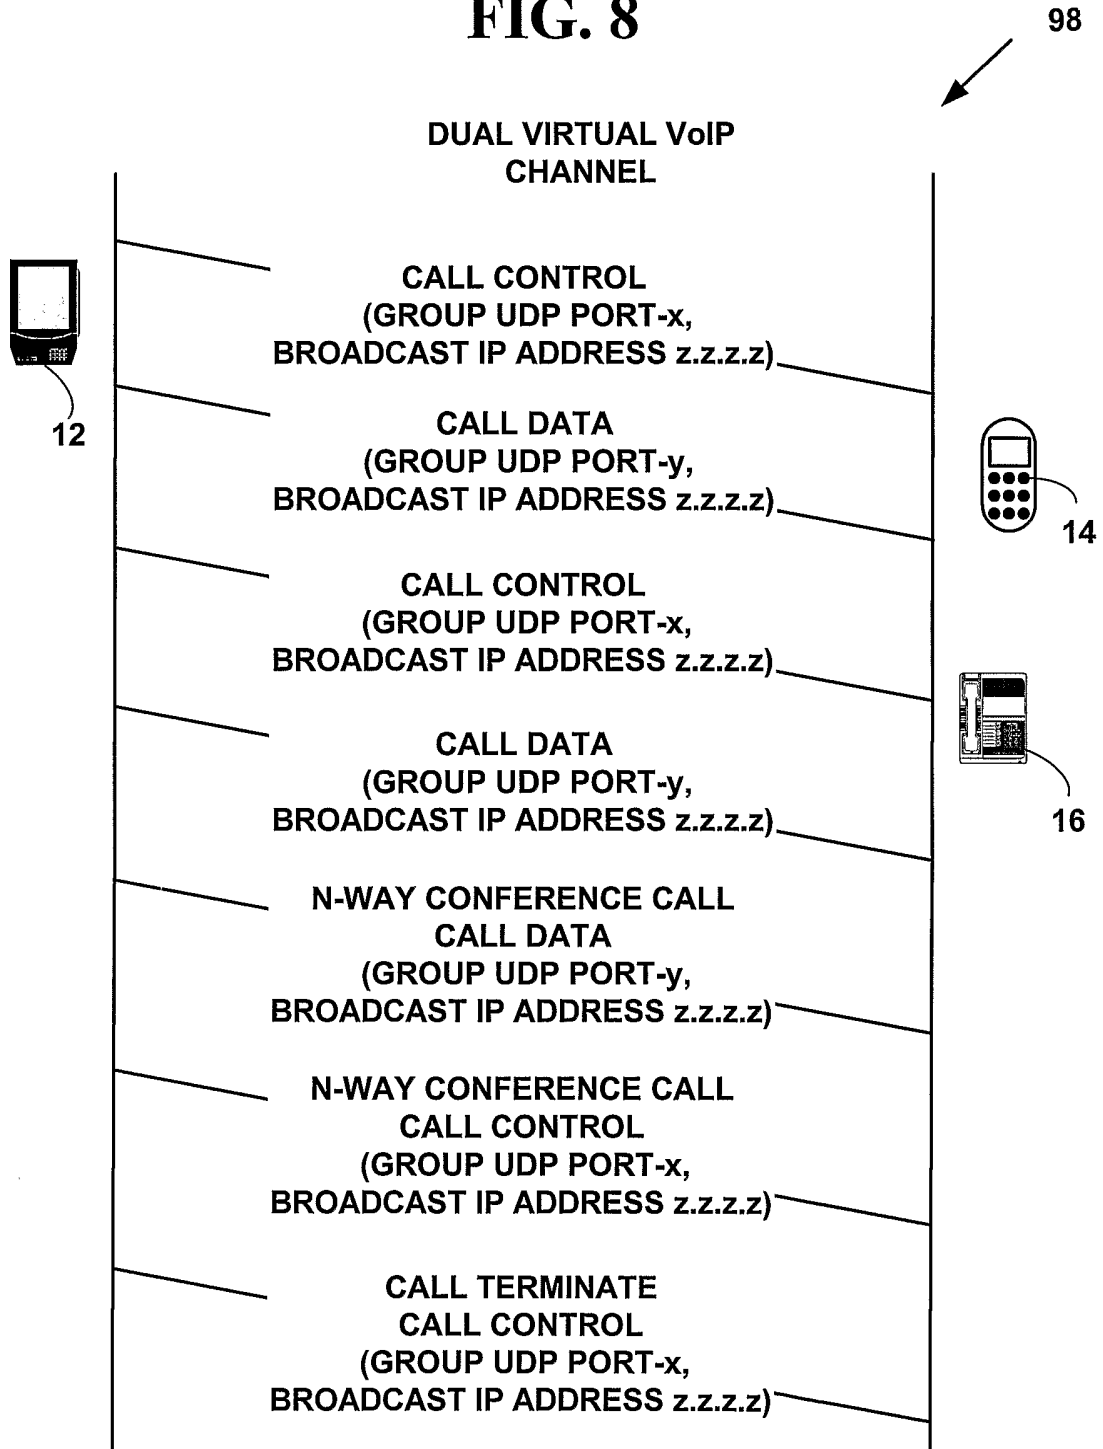 FIG. 8
98
DUAL VIRTUAL VoIP
CHANNEL
CALL CONTROL
(GROUP UDP PORT-x,
BROADCAST IP ADDRESS z.z.z.z)
12
CALL DATA
(GROUP UDP PORT-y,
BROADCAST IP ADDRESS z.z.z.z)
14
CALL CONTROL
(GROUP UDP PORT-x,
BROADCAST IP ADDRESS z.z.z.z)
CALL DATA
(GROUP UDP PORT-y,
BROADCAST IP ADDRESS z.z.z.z)
16
N-WAY CONFERENCE CALL
CALL DATA
(GROUP UDP PORT-y,
BROADCAST IP ADDRESS z.z.z.z)
N-WAY CONFERENCE CALL
CALL CONTROL
(GROUP UDP PORT-x,
BROADCAST IP ADDRESS z.z.z.z)
CALL TERMINATE
CALL CONTROL
(GROUP UDP PORT-x,
BROADCAST IP ADDRESS z.z.z.z)